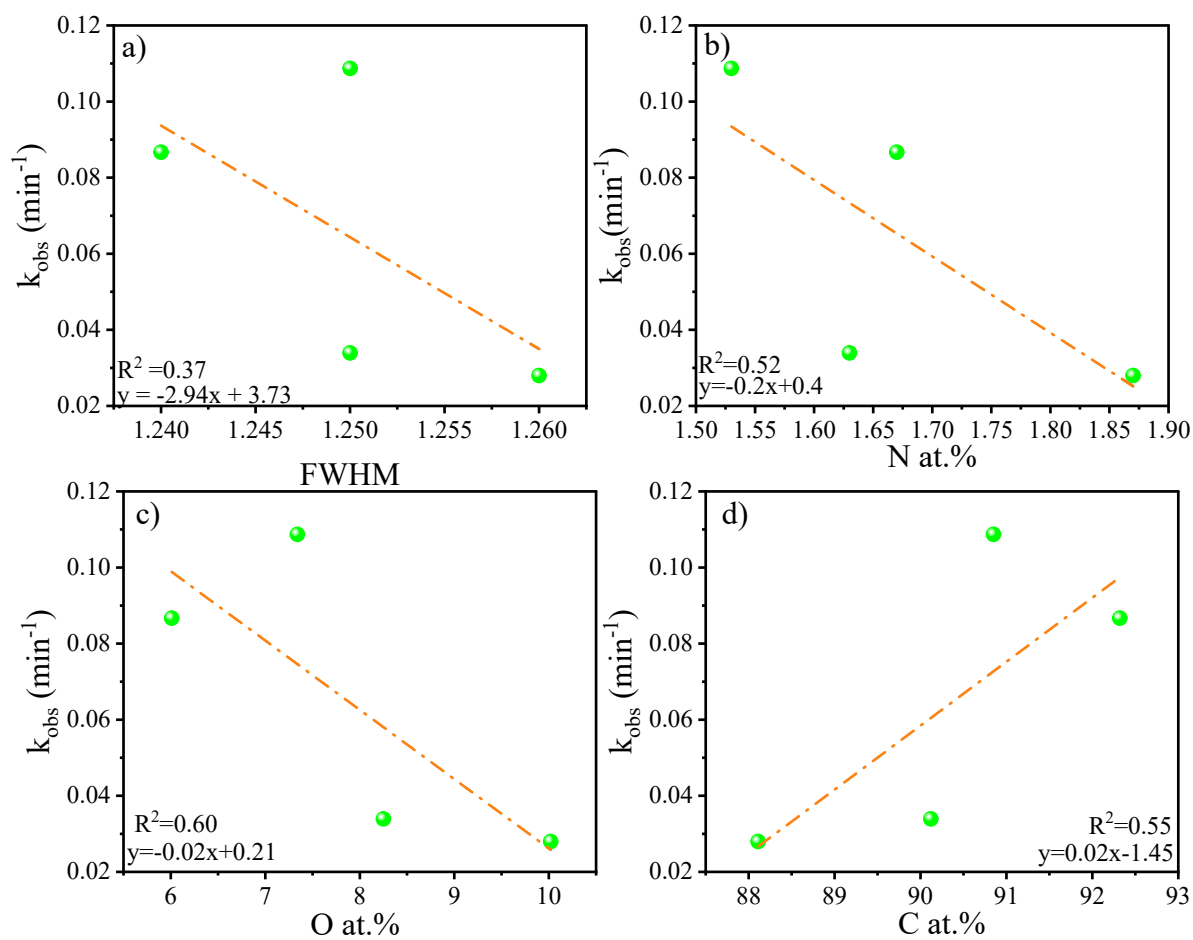 a)
0.12
0.10
0.08
0.06
0.04
0.02
k_obs (min^-1)
R^2 =0.37
y = -2.94x + 3.73
1.240 1.245 1.250 1.255 1.260
FWHM
b)
0.12
0.10
0.08
0.06
0.04
0.02
k_obs(min^-1)
R^2=0.52
y=-0.2x+0.4
1.50 1.55 1.60 1.65 1.70 1.75 1.80 1.85 1.90
N at.%
c)
0.12
0.10
0.08
0.06
0.04
0.02
k_obs (min^-1)
R^2=0.60
y=-0.02x+0.21
6 7 8 9 10
O at.%
d)
0.12
0.10
0.08
0.06
0.04
0.02
k_obs (min^-1)
R^2=0.55
y=0.02x-1.45
88 89 90 91 92 93
C at.%